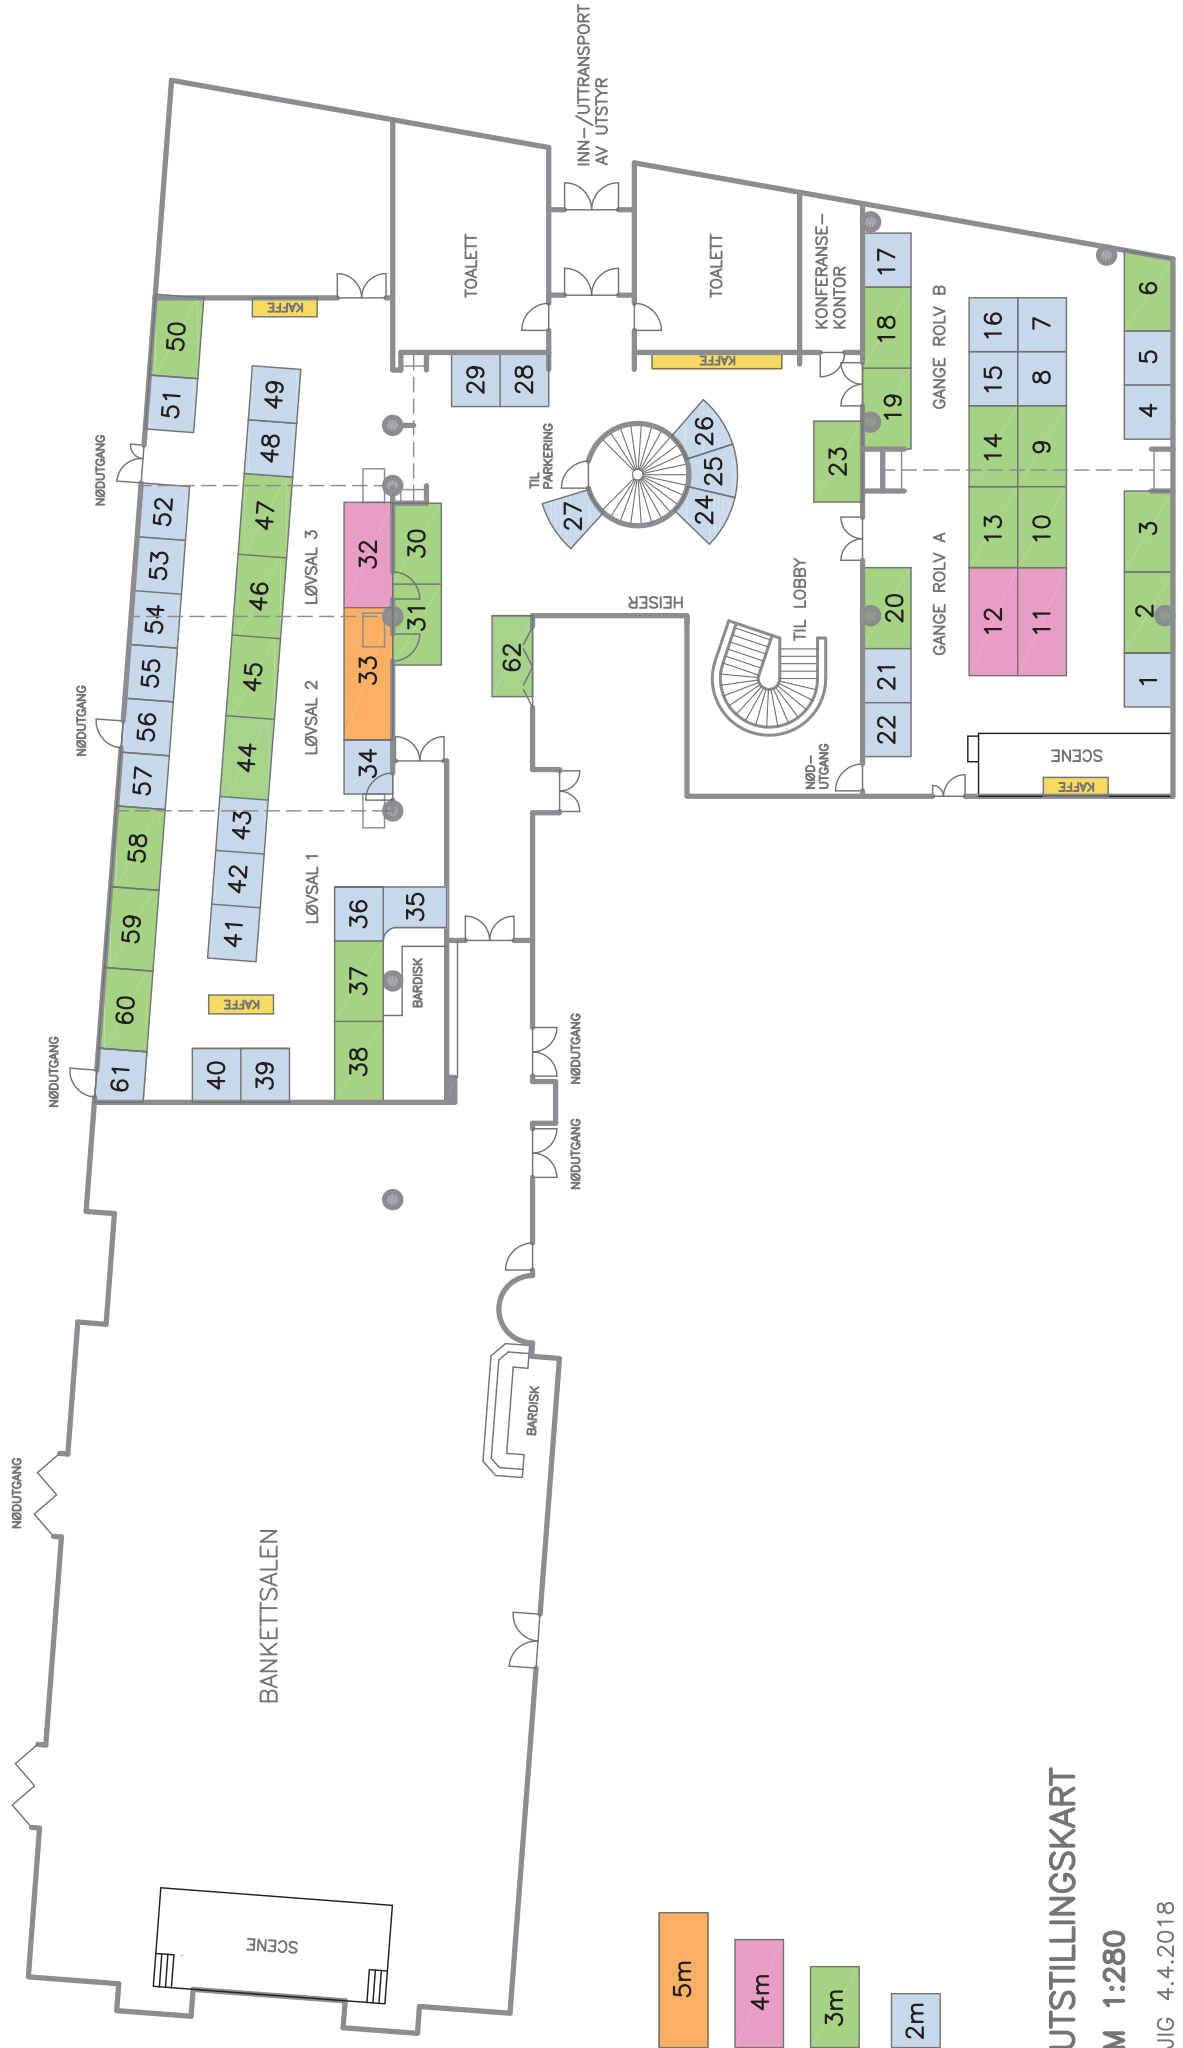 UTSTILLINGSKART
M 1:280
JIG 4.4.2018
5m
4m
3m
2m
BANKETTSALEN
SCENE
BARDISK
NØDUTGANG
NØDUTGANG
NØDUTGANG
NØDUTGANG
NØDUTGANG
NØDUTGANG
61
60
59
58
57
56
55
54
53
52
51
50
40
39
KAFFE
41
42
43
44
45
46
47
48
49
KAFFE
LØVSAL 1
LØVSAL 2
LØVSAL 3
38
37
36
35
BARDISK
34
33
32
31
30
62
29
28
TOALETT
INN-/UTTRANSPORT
AV UTSTYR
TOALETT
KAFFE
KONFERANSE-
KONTOR
TIL
PARKERING
27
24
25
26
HEISER
TIL LOBBY
NØD-
UTGANG
23
22
21
20
19
18
17
GANGE ROLV A
GANGE ROLV B
12
13
14
15
16
11
10
9
8
7
SCENE
KAFFE
1
2
3
4
5
6